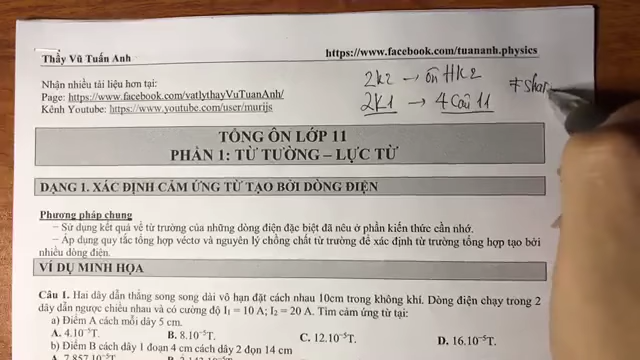 Thầy Vũ Tuấn Anh
https://www.facebook.com/tuananh.physics
Nhận nhiều tài liệu hơn tại:
Page: https://www.facebook.com/vatlythayVuTuanAnh/
Kênh Youtube: https://www.youtube.com/user/murijs
2k2 → ôn HK2
2k1 → 4 câu 11
#Shar
TỔNG ÔN LỚP 11
PHẦN 1: TỪ TƯỜNG – LỰC TỪ
DẠNG 1. XÁC ĐỊNH CẢM ỨNG TỪ TẠO BỞI DÒNG ĐIỆN
Phương pháp chung
– Sử dụng kết quả về từ trường của những dòng điện đặc biệt đã nêu ở phần kiến thức cần nhớ.
– Áp dụng quy tắc tổng hợp véctơ và nguyên lý chồng chất từ trường để xác định từ trường tổng hợp tạo bởi
nhiều dòng điện.
VÍ DỤ MINH HỌA
Câu 1. Hai dây dẫn thẳng song song dài vô hạn đặt cách nhau 10cm trong không khí. Dòng điện chạy trong 2
dây dẫn ngược chiều nhau và có cường độ I₁ = 10 A; I₂ = 20 A. Tìm cảm ứng từ tại:
a) Điểm A cách mỗi dây 5 cm.
A. 4.10⁻⁵T. B. 8.10⁻⁵T. C. 12.10⁻⁵T. D. 16.10⁻⁵T.
b) Điểm B cách dây 1 đoạn 4 cm cách dây 2 đọn 14 cm